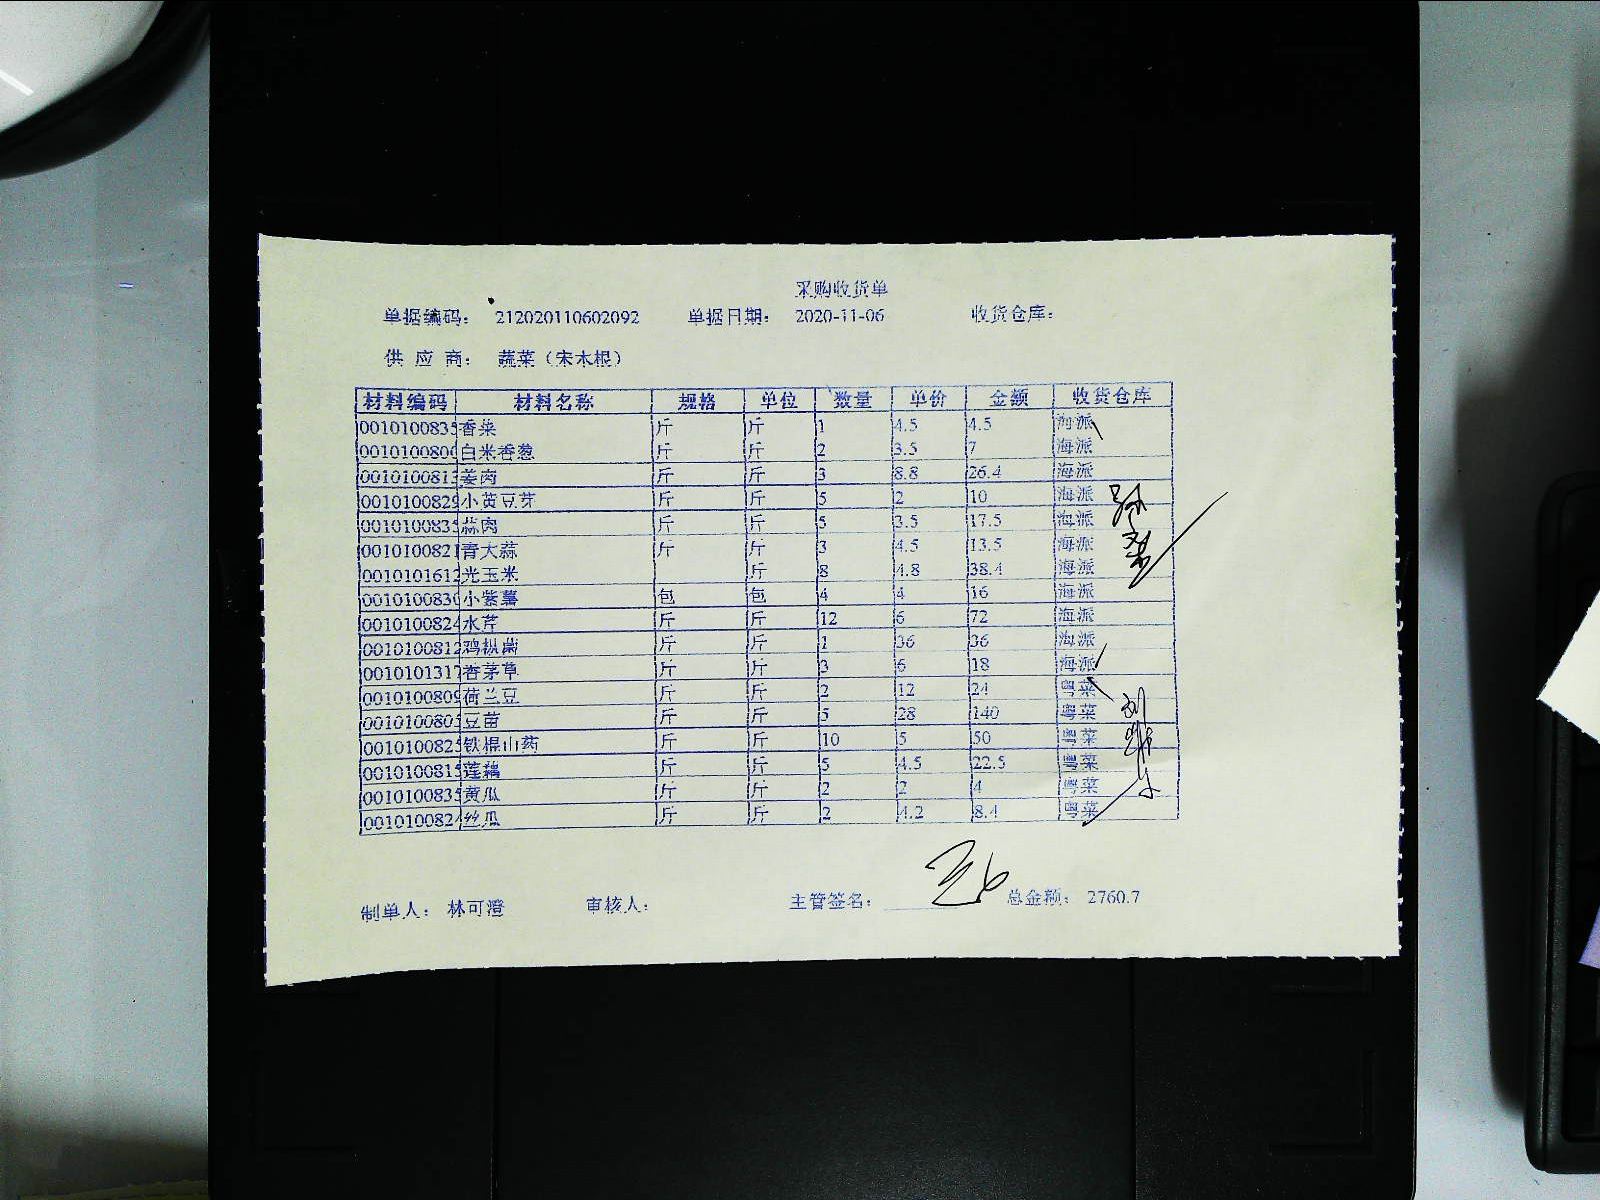 采购收货单
单据编码： 212020110602092 单据日期： 2020-11-06 收货仓库：
供 应 商： 蔬菜（宋木根）
材料编码 材料名称 规格 单位 数量 单价 金额 收货仓库
001010083 香菜 斤 斤 1 4.5 4.5 海派
001010080 白米香葱 斤 斤 2 3.5 7 海派
001010081 姜肉 斤 斤 3 8.8 26.4 海派
0010100829 小黄豆芽 斤 斤 5 2 10 海派
001010083 蒜肉 斤 斤 5 3.5 17.5 海派
0010100821 青大蒜 斤 斤 3 4.5 13.5 海派
0010101612 光玉米 斤 8 4.8 38.4 海派
001010083 小紫薯 包 包 4 4 16 海派
0010100824 水芹 斤 斤 12 6 72 海派
0010100812 鸡枞菌 斤 斤 1 36 36 海派
0010101317 香茅草 斤 斤 3 6 18 海派
0010100809 荷兰豆 斤 斤 2 12 24 粤菜
001010080 豆苗 斤 斤 5 28 140 粤菜
001010082 铁棍山药 斤 斤 10 5 50 粤菜
001010081 莲藕 斤 斤 5 4.5 22.5 粤菜
001010083 黄瓜 斤 斤 2 2 4 粤菜
001010082 丝瓜 斤 斤 2 4.2 8.4 粤菜
制单人： 林可澄 审核人： 主管签名： 总金额： 2760.7